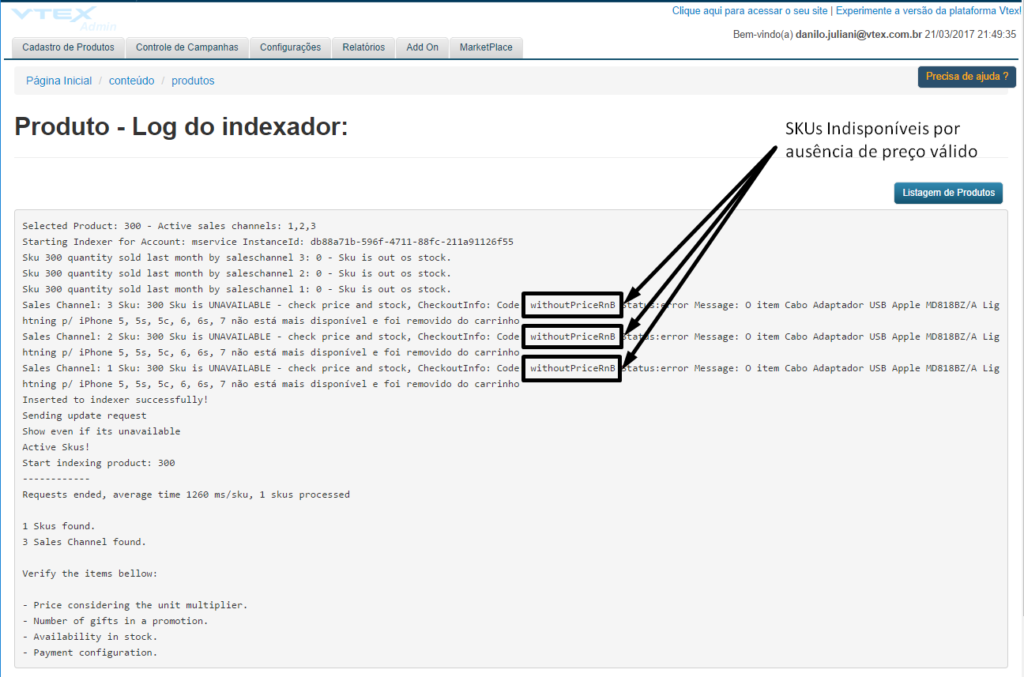 VTEX
Admin
Clique aqui para acessar o seu site | Experimente a versão da plataforma Vtex!
Bem-vindo(a) danilo.juliani@vtex.com.br 21/03/2017 21:49:35
Cadastro de Produtos Controle de Campanhas Configurações Relatórios Add On MarketPlace
Página Inicial / conteúdo / produtos
Precisa de ajuda ?
Produto - Log do indexador:
SKUs Indisponíveis por
ausência de preço válido
Listagem de Produtos
Selected Product: 300 - Active sales channels: 1,2,3
Starting Indexer for Account: mservice InstanceId: db88a71b-596f-4711-88fc-211a91126f55
Sku 300 quantity sold last month by saleschannel 3: 0 - Sku is out os stock.
Sku 300 quantity sold last month by saleschannel 2: 0 - Sku is out os stock.
Sku 300 quantity sold last month by saleschannel 1: 0 - Sku is out os stock.
Sales Channel: 3 Sku: 300 Sku is UNAVAILABLE - check price and stock, CheckoutInfo: Code withoutPriceRnB Status:error Message: O item Cabo Adaptador USB Apple MD818BZ/A Lig
htning p/ iPhone 5, 5s, 5c, 6, 6s, 7 não está mais disponível e foi removido do carrinho
Sales Channel: 2 Sku: 300 Sku is UNAVAILABLE - check price and stock, CheckoutInfo: Code withoutPriceRnB Status:error Message: O item Cabo Adaptador USB Apple MD818BZ/A Lig
htning p/ iPhone 5, 5s, 5c, 6, 6s, 7 não está mais disponível e foi removido do carrinho
Sales Channel: 1 Sku: 300 Sku is UNAVAILABLE - check price and stock, CheckoutInfo: Code withoutPriceRnB Status:error Message: O item Cabo Adaptador USB Apple MD818BZ/A Lig
htning p/ iPhone 5, 5s, 5c, 6, 6s, 7 não está mais disponível e foi removido do carrinho
Inserted to indexer successfully!
Sending update request
Show even if its unavailable
Active Skus!
Start indexing product: 300
------------
Requests ended, average time 1260 ms/sku, 1 skus processed
1 Skus found.
3 Sales Channel found.
Verify the items bellow:
- Price considering the unit multiplier.
- Number of gifts in a promotion.
- Availability in stock.
- Payment configuration.